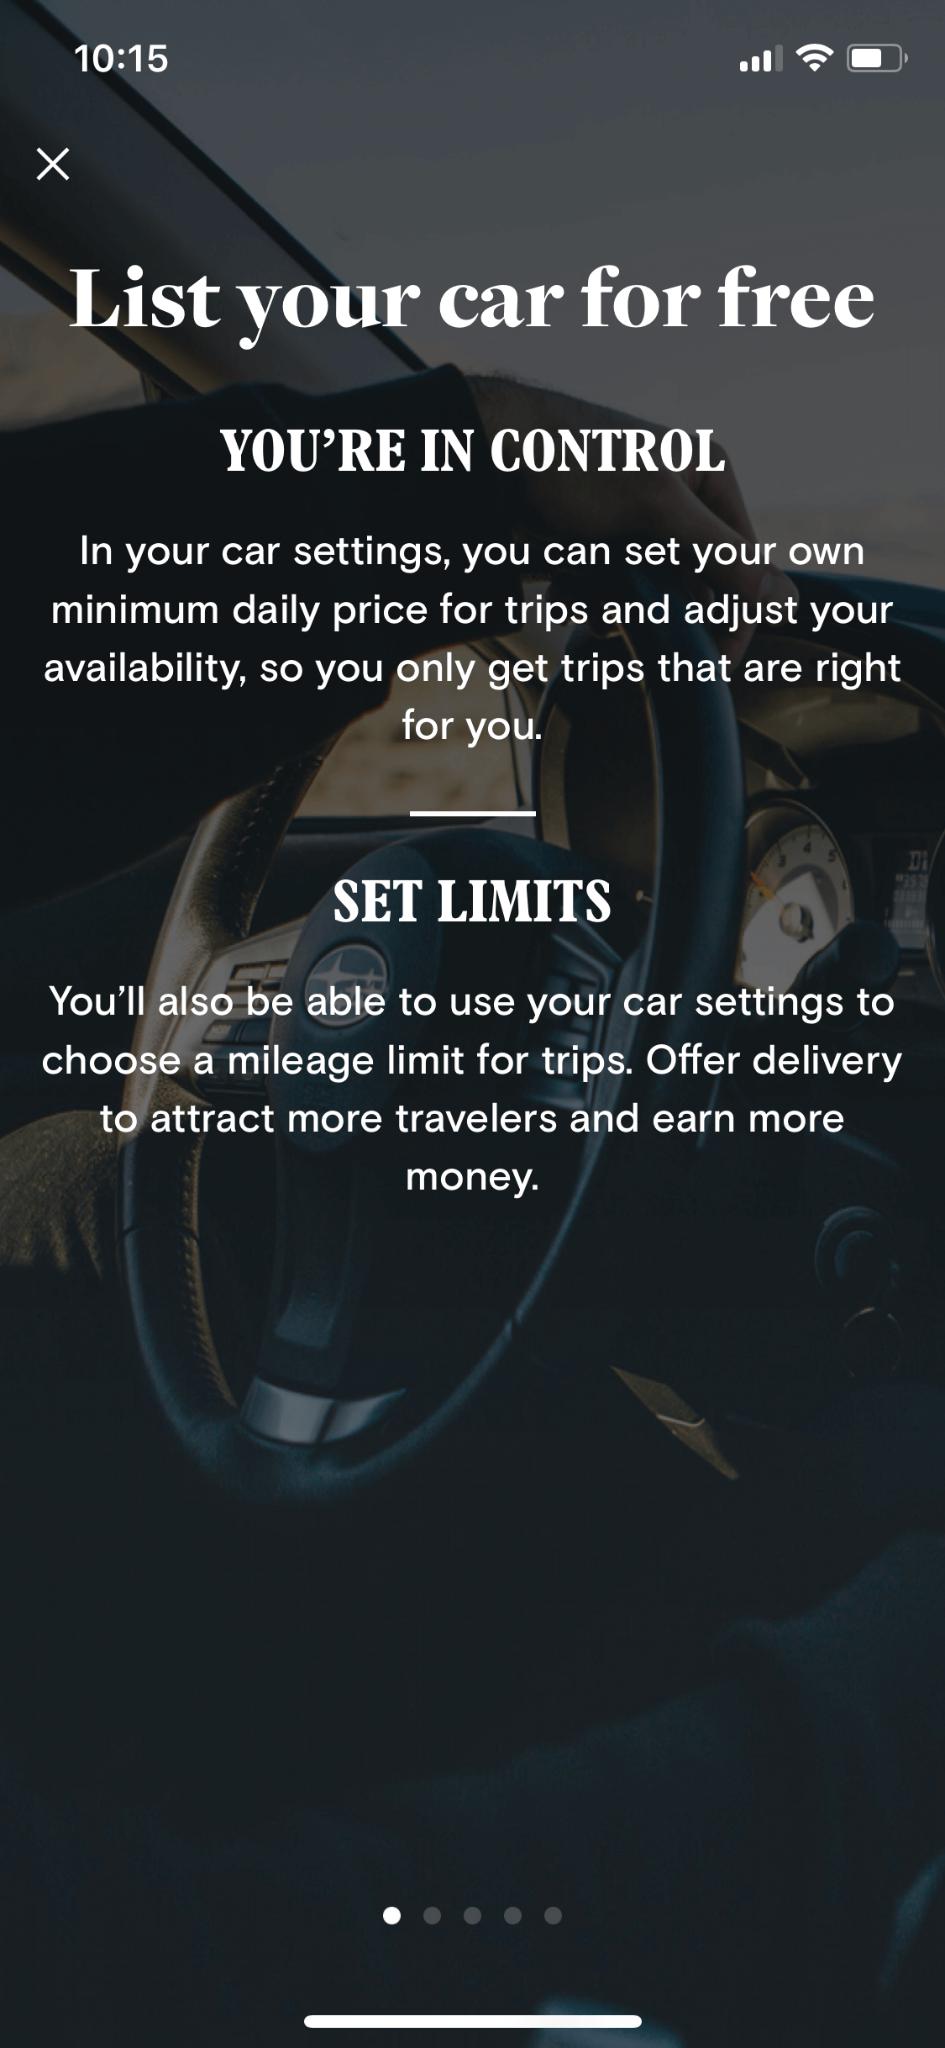 10:15
List your car for free
YOU’RE IN CONTROL
In your car settings, you can set your own
minimum daily price for trips and adjust your
availability, so you only get trips that are right
for you.
SET LIMITS
You’ll also be able to use your car settings to
choose a mileage limit for trips. Offer delivery
to attract more travelers and earn more
money.
3 4 5